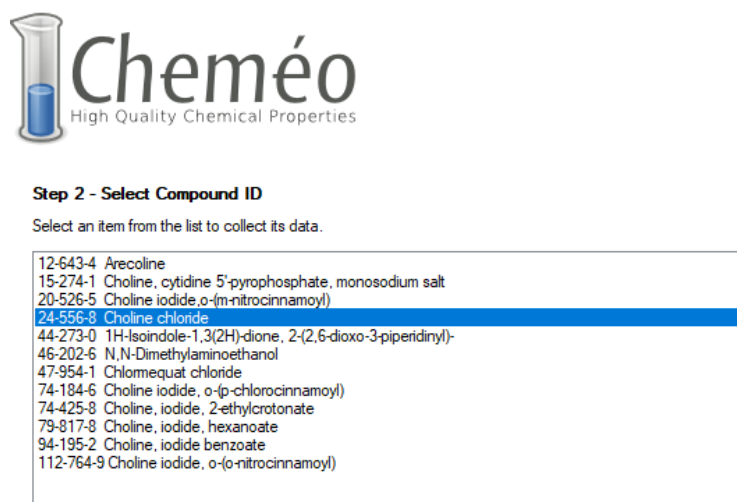 Cheméo
High Quality Chemical Properties
Step 2 - Select Compound ID
Select an item from the list to collect its data.
12-643-4 Arecoline
15-274-1 Choline, cytidine 5'-pyrophosphate, monosodium salt
20-526-5 Choline iodide,o-(m-nitrocinnamoyl)
24-556-8 Choline chloride
44-273-0 1H-Isoindole-1,3(2H)-dione, 2-(2,6-dioxo-3-piperidinyl)-
46-202-6 N,N-Dimethylaminoethanol
47-954-1 Chlormequat chloride
74-184-6 Choline iodide, o-(p-chlorocinnamoyl)
74-425-8 Choline, iodide, 2-ethylcrotonate
79-817-8 Choline, iodide, hexanoate
94-195-2 Choline, iodide benzoate
112-764-9 Choline iodide, o-(o-nitrocinnamoyl)